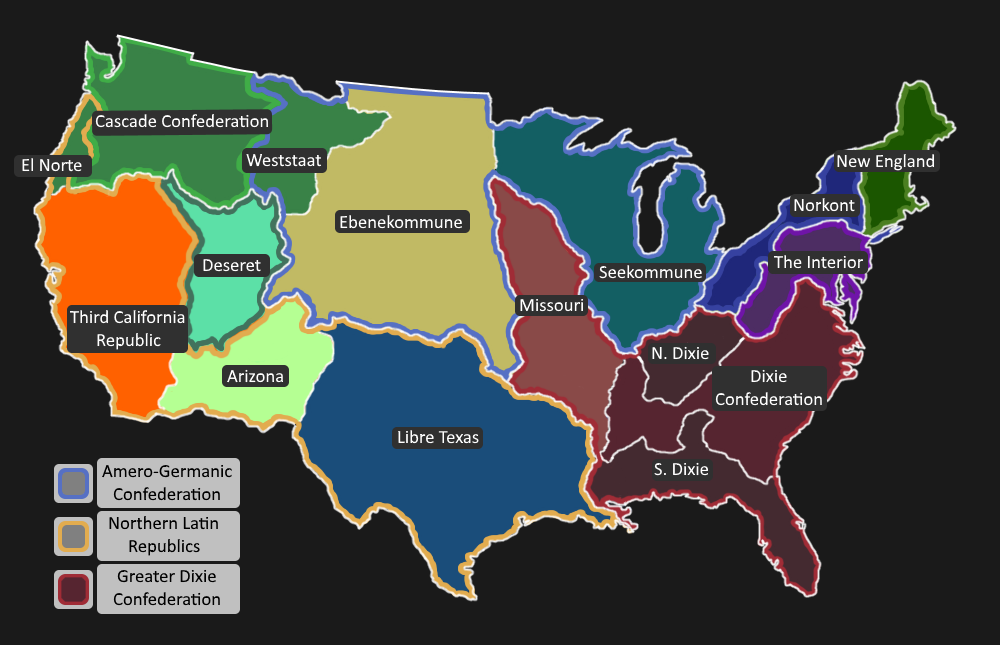 Cascade Confederation
El Norte
Weststaat
New England
Norkont
Ebenekommune
Deseret
Seekommune
The Interior
Missouri
Third California
Republic
N. Dixie
Arizona
Dixie
Confederation
Libre Texas
S. Dixie
Amero-Germanic
Confederation
Northern Latin
Republics
Greater Dixie
Confederation